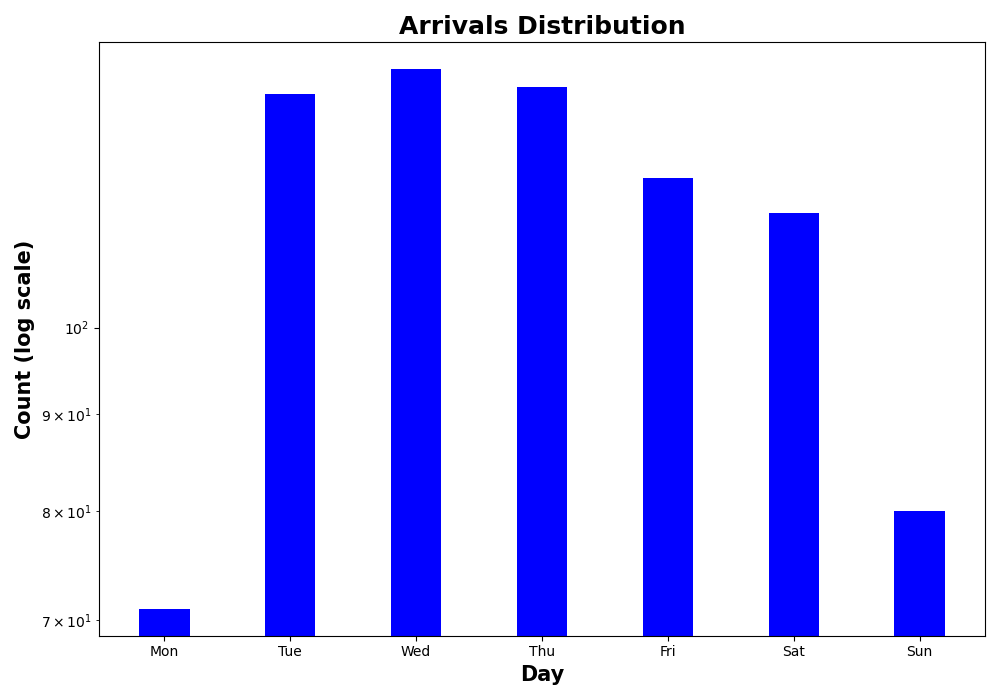 Arrivals Distribution
Count (log scale)
10²
9 × 10¹
8 × 10¹
7 × 10¹
Mon Tue Wed Thu Fri Sat Sun
Day